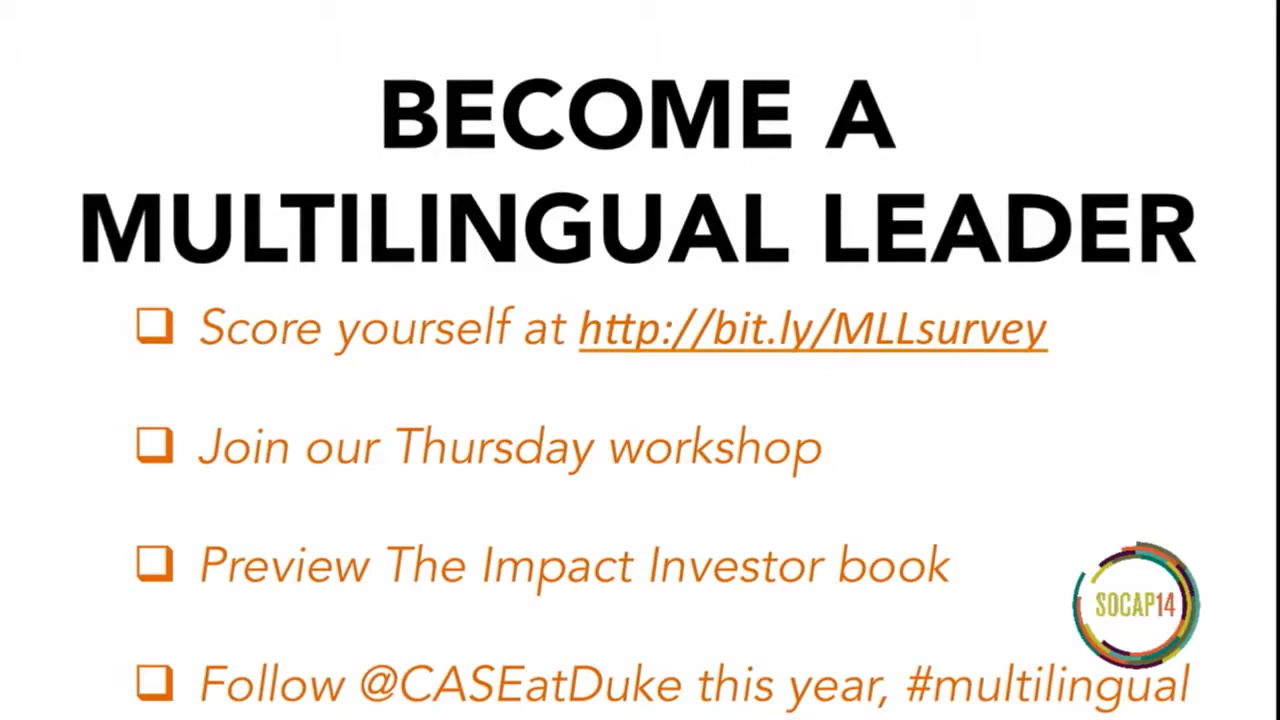 BECOME A
MULTILINGUAL LEADER
Score yourself at http://bit.ly/MLLsurvey
Join our Thursday workshop
Preview The Impact Investor book
SOCAP14
Follow @CASEatDuke this year, #multilingual